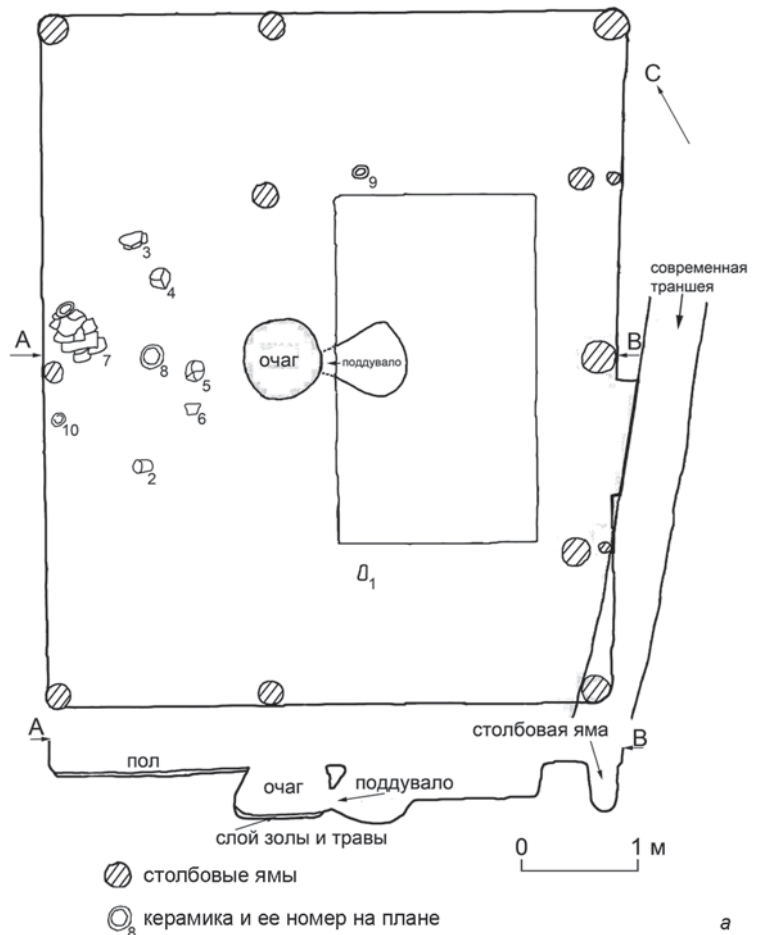 С
9
3
4
современная
траншея
А
В
7
8
5
очаг
поддувало
6
10
2
1
столбовая яма
А
В
пол
очаг
поддувало
слой золы и травы
0 1 м
столбовые ямы
8
керамика и ее номер на плане
а